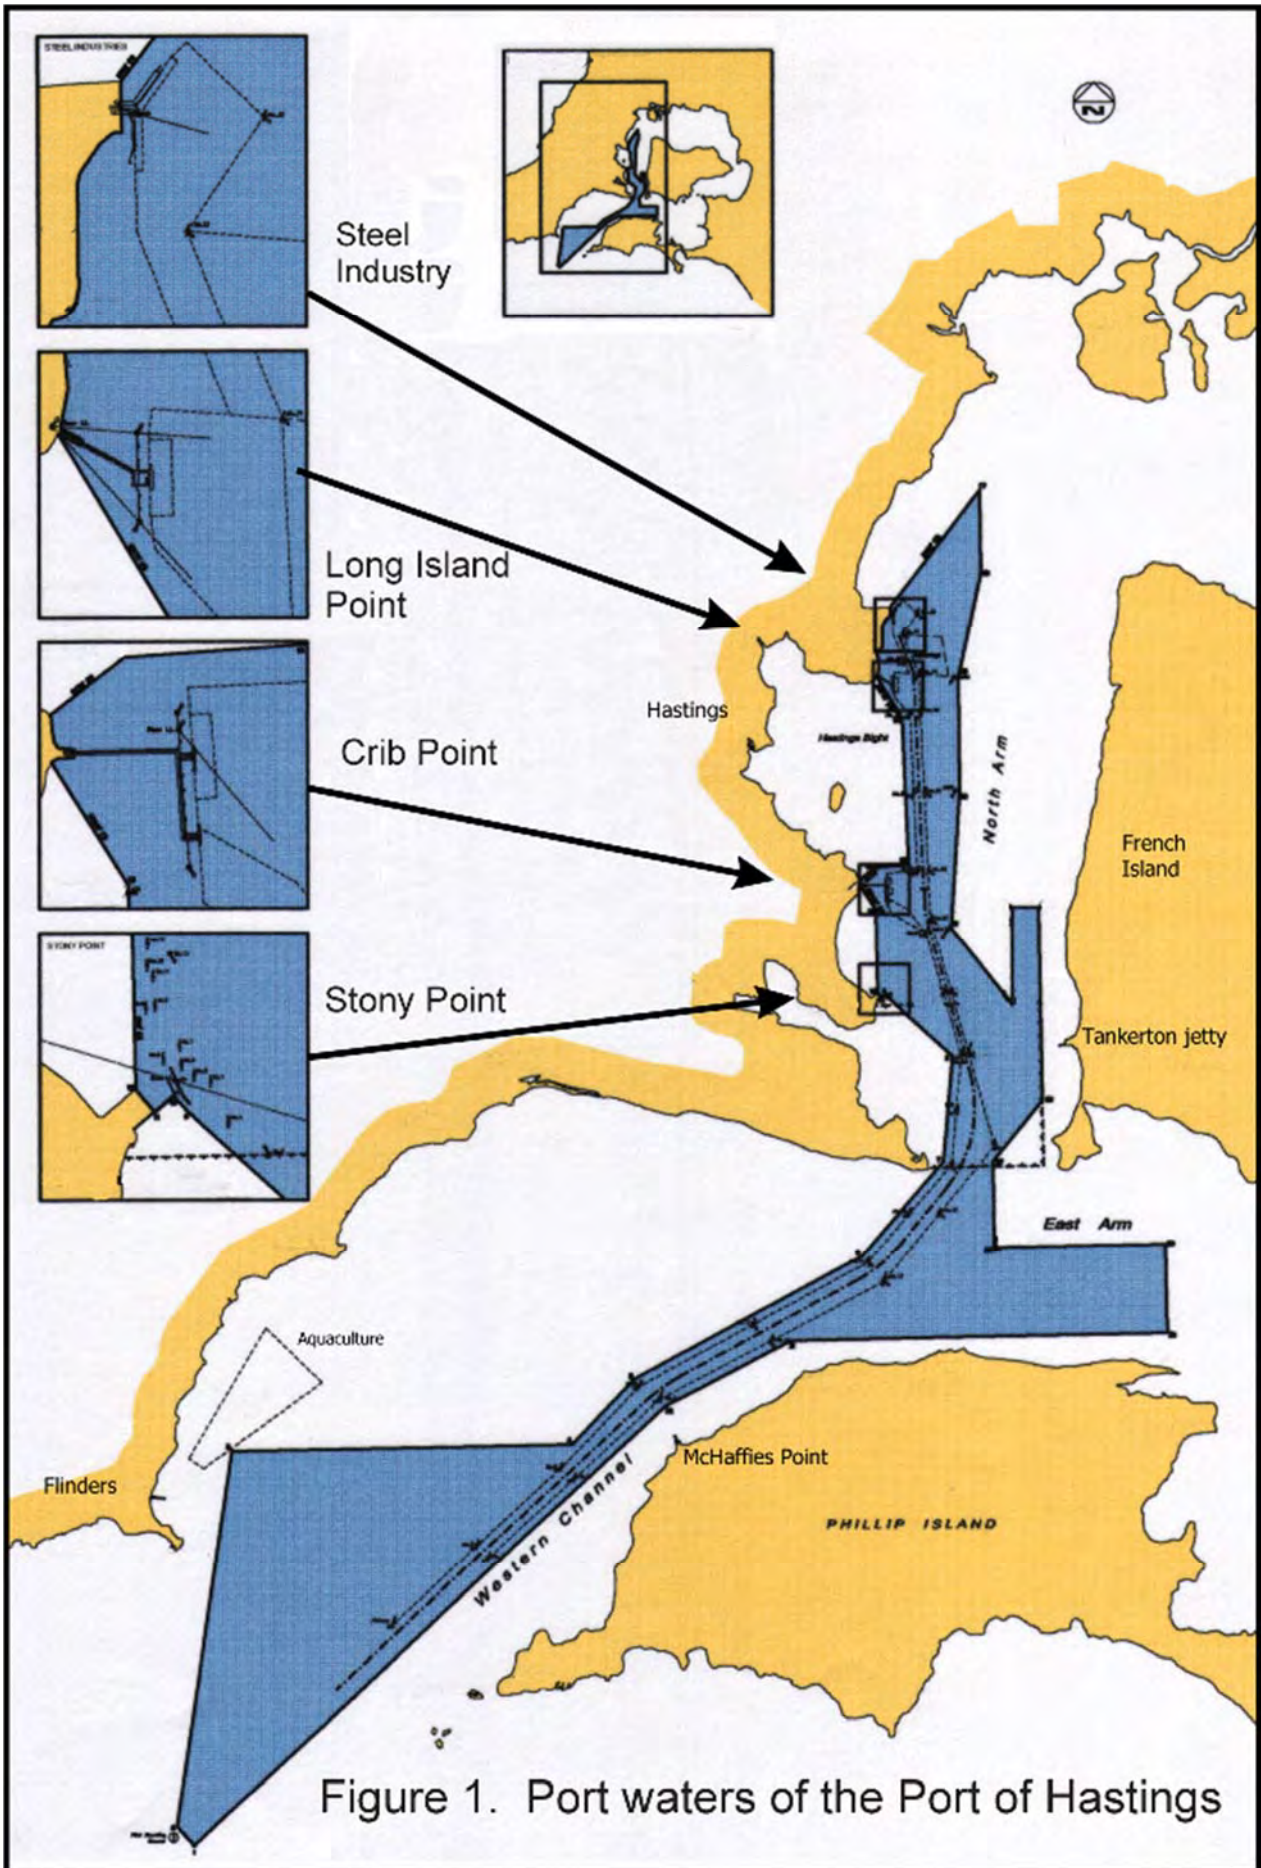 STEEL INDUSTRIES
N
Steel
Industry
Long Island
Point
Hastings
Hastings Bight
Crib Point
North Arm
French
Island
STONY POINT
Stony Point
Tankerton jetty
East Arm
Aquaculture
Flinders
McHaffies Point
Western Channel
PHILLIP ISLAND
Figure 1. Port waters of the Port of Hastings